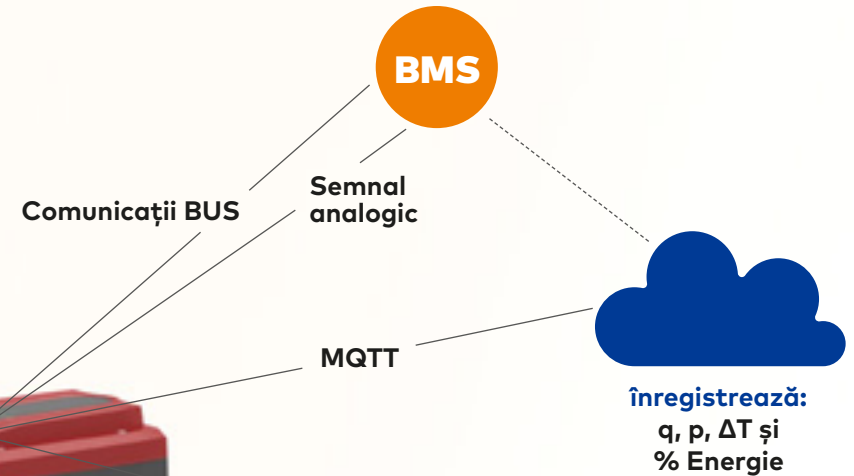 BMS
Comunicații BUS
Semnal
analogic
MQTT
înregistrează:
q, p, ΔT și
% Energie